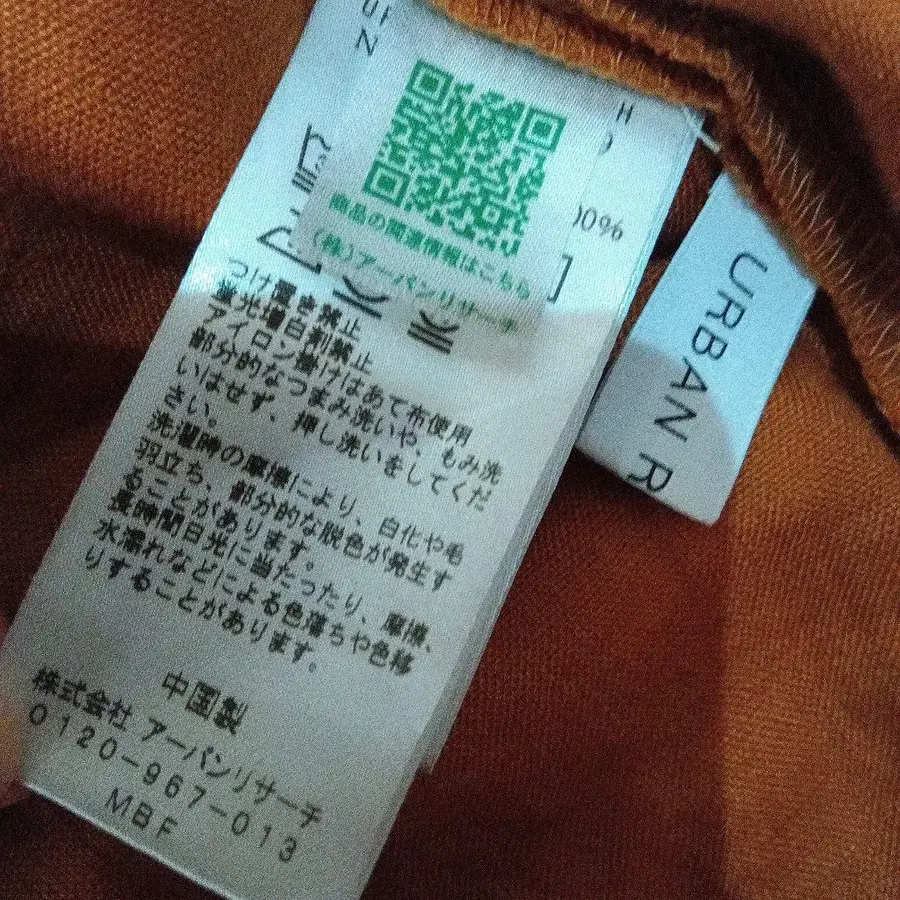 商品の関連情報はこちら
(株)アーバンリサーチ
00%
つけ置き禁止
蛍光増白剤禁止
アイロン掛けはあて布使用
部分的なつまみ洗いや、もみ洗
いはせず、押し洗いをしてくだ
さい。
洗濯時の摩擦により、白化や毛
羽立ち、部分的な脱色が発生す
ることがあります。
長時間日光に当たったり、摩擦、
水濡れなどによる色落ちや色移
りすることがあります。
中国製
株式会社 アーバンリサーチ
0120-967-013
MBF
URBAN R